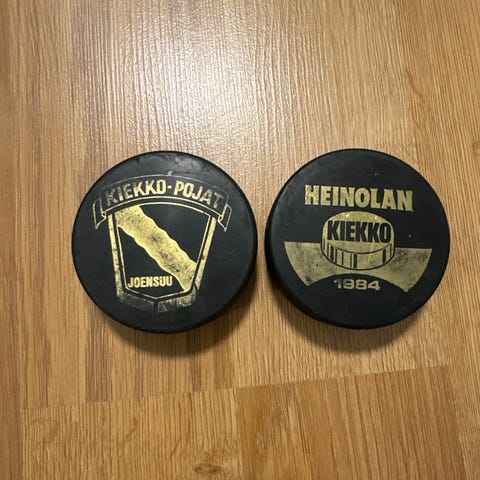 KIEKKO-POJAT
JOENSUU
HEINOLAN
KIEKKO
1984